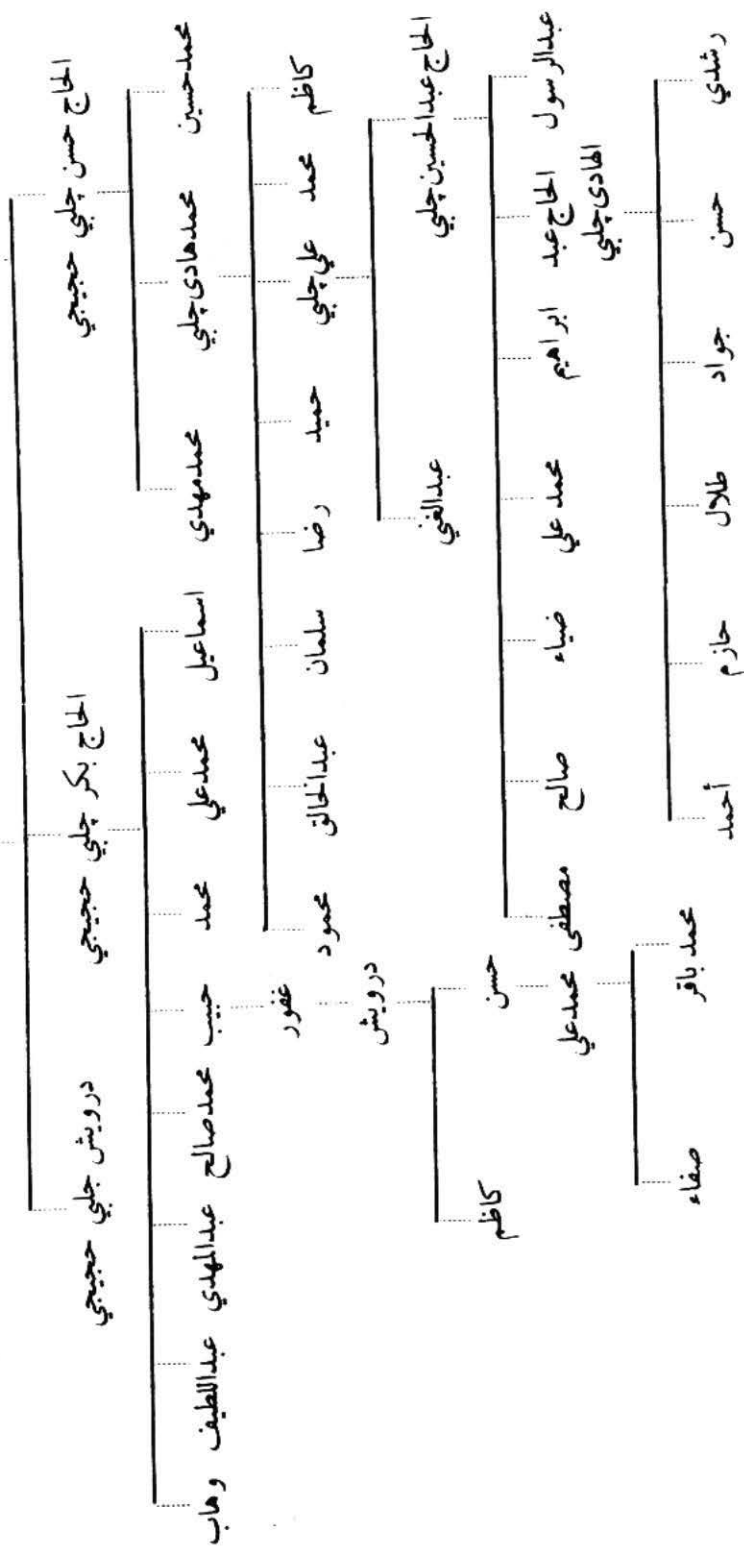 الحاج حسن چلبي حجيجي
الحاج بكر چلبي حجيجي
درويش چلبي حجيجي
محمدحسين
محمدهادي چلبي
محمدمهدي
اسماعيل
محمدعلي
محمد
حبيب
محمدصالح
عبدالمهدي
عبداللطيف
وهاب
كاظم
محمد
علي چلبي
حميد
رضا
سلمان
عبدالخالق
محمود
غفور
الحاج عبدالحسين چلبي
عبدالغني
درويش
عبدالرسول
الحاج عبد
الهادي چلبي
ابراهيم
محمد علي
ضياء
صالح
مصطفى
حسن
كاظم
محمدعلي
رشدي
حسن
جواد
طلال
حازم
أحمد
محمد باقر
صفاء